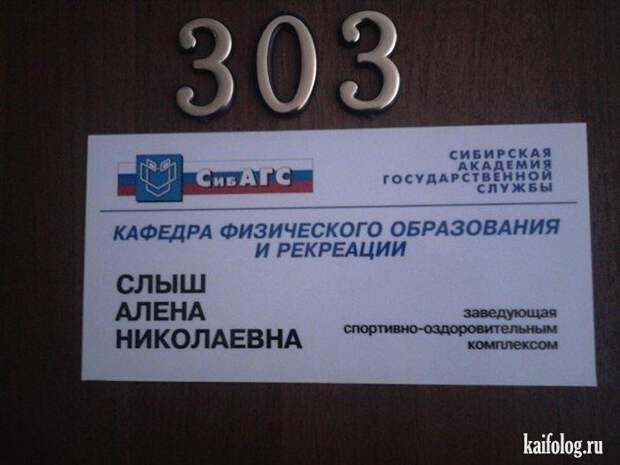 303
СибАГС
СИБИРСКАЯ
АКАДЕМИЯ
ГОСУДАРСТВЕННОЙ
СЛУЖБЫ
КАФЕДРА ФИЗИЧЕСКОГО ОБРАЗОВАНИЯ
И РЕКРЕАЦИИ
СЛЫШ
АЛЕНА
НИКОЛАЕВНА
заведующая
спортивно-оздоровительным
комплексом
kaifolog.ru